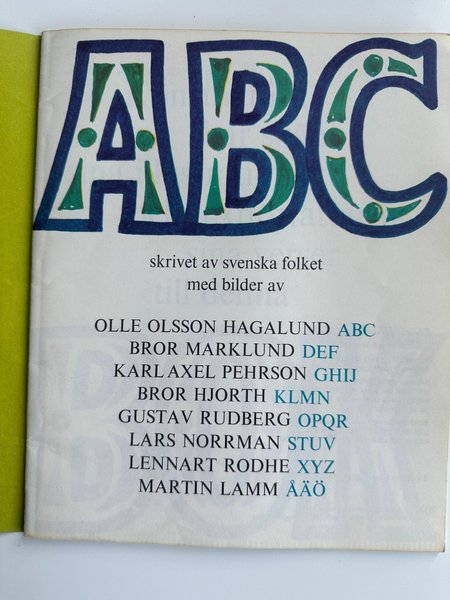 ABC
skrivet av svenska folket
med bilder av
OLLE OLSSON HAGALUND ABC
BROR MARKLUND DEF
KARL AXEL PEHRSON GHIJ
BROR HJORTH KLMN
GUSTAV RUDBERG OPQR
LARS NORRMAN STUV
LENNART RODHE XYZ
MARTIN LAMM ÅÄÖ